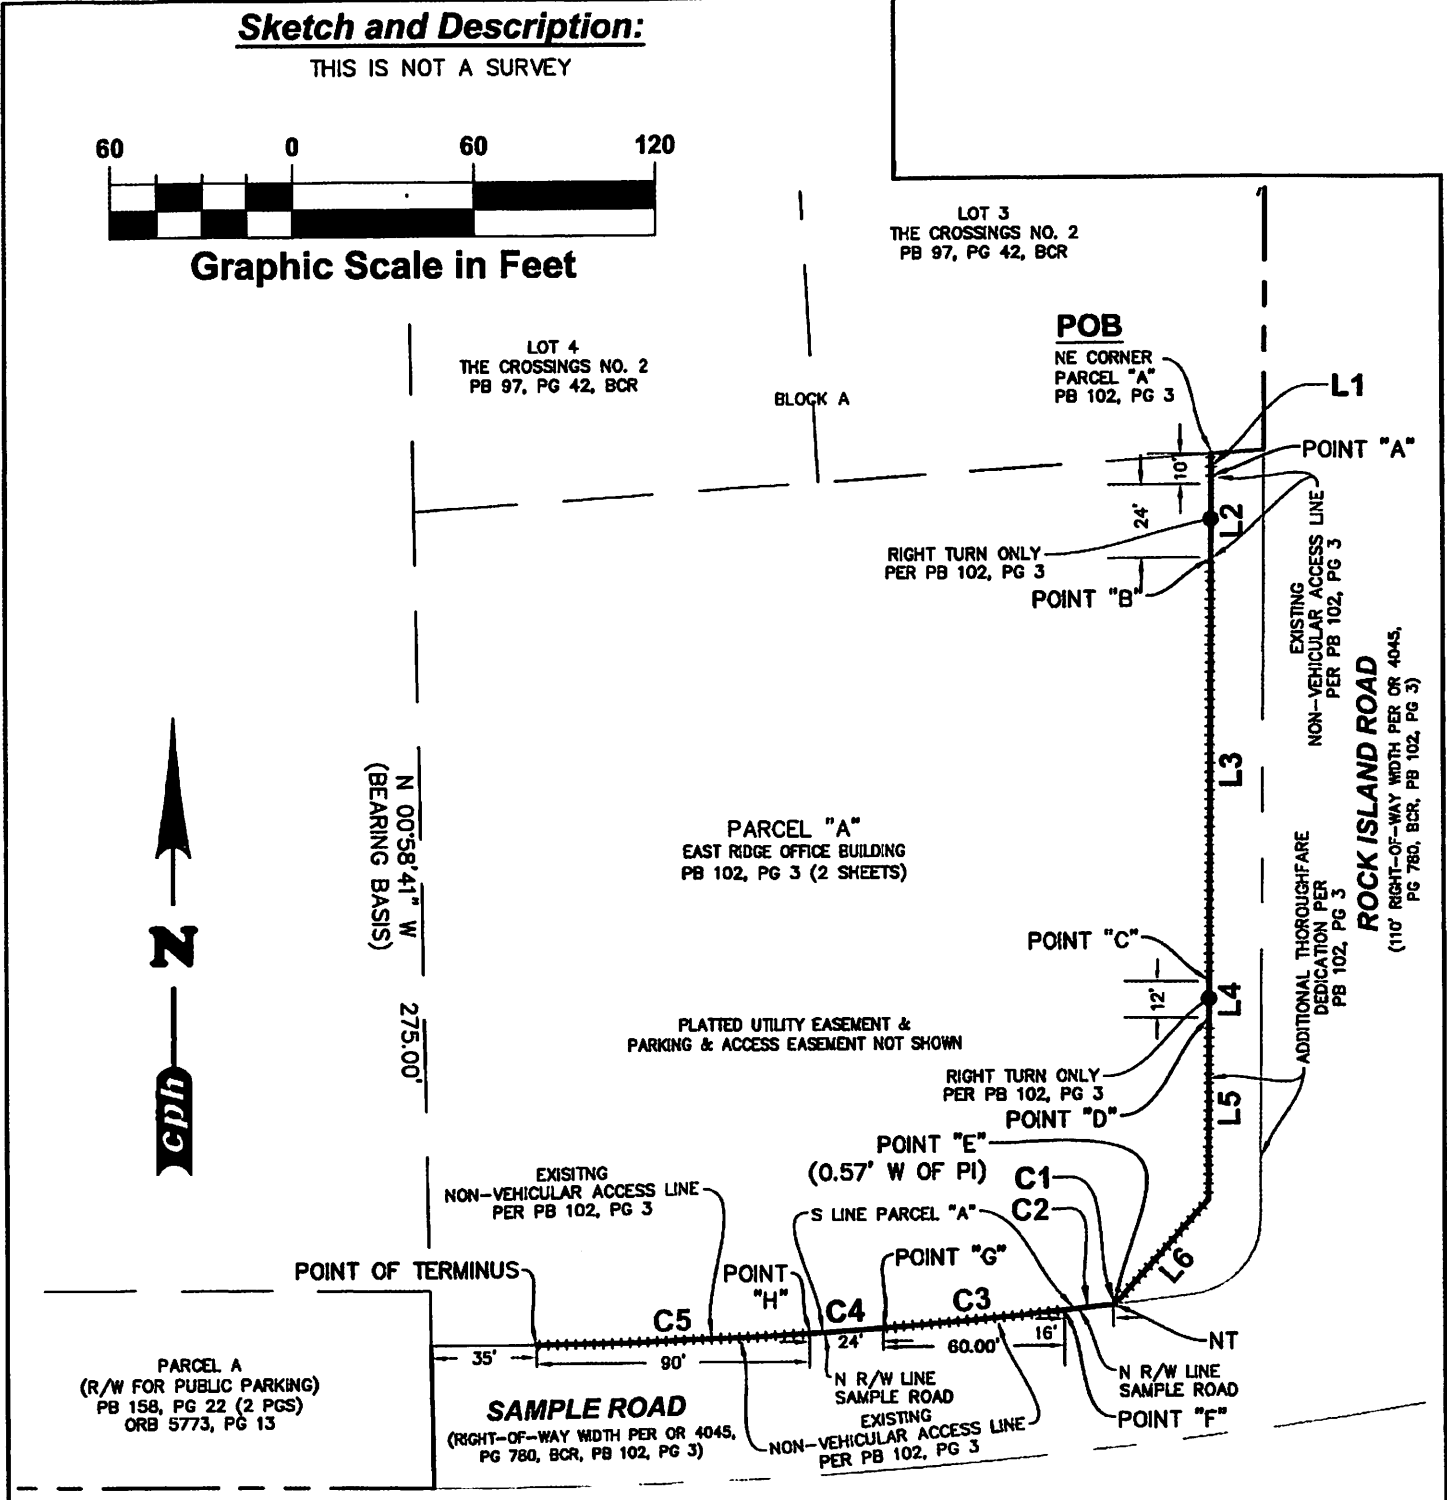 Sketch and Description:
THIS IS NOT A SURVEY
60 0 60 120
Graphic Scale in Feet
LOT 3
THE CROSSINGS NO. 2
PB 97, PG 42, BCR
LOT 4
THE CROSSINGS NO. 2
PB 97, PG 42, BCR
BLOCK A
POB
NE CORNER
PARCEL "A"
PB 102, PG 3
L1
POINT "A"
10'
24'
L2
RIGHT TURN ONLY
PER PB 102, PG 3
POINT "B"
EXISTING
NON-VEHICULAR ACCESS LINE
PER PB 102, PG 3
ROCK ISLAND ROAD
(110' RIGHT-OF-WAY WIDTH PER OR 4045,
PG 780, BCR, PB 102, PG 3)
L3
N 00°58'41" W 275.00'
(BEARING BASIS)
PARCEL "A"
EAST RIDGE OFFICE BUILDING
PB 102, PG 3 (2 SHEETS)
ADDITIONAL THOROUGHFARE
DEDICATION PER
PB 102, PG 3
N
cph
POINT "C"
12'
L4
PLATTED UTILITY EASEMENT &
PARKING & ACCESS EASEMENT NOT SHOWN
RIGHT TURN ONLY
PER PB 102, PG 3
POINT "D"
L5
POINT "E"
(0.57' W OF PI)
C1
C2
EXISITNG
NON-VEHICULAR ACCESS LINE
PER PB 102, PG 3
S LINE PARCEL "A"
L6
POINT OF TERMINUS
POINT
"H"
POINT "G"
C5
C4
C3
24'
60.00'
16'
NT
35'
90'
N R/W LINE
SAMPLE ROAD
N R/W LINE
SAMPLE ROAD
POINT "F"
PARCEL A
(R/W FOR PUBLIC PARKING)
PB 158, PG 22 (2 PGS)
ORB 5773, PG 13
SAMPLE ROAD
(RIGHT-OF-WAY WIDTH PER OR 4045,
PG 780, BCR, PB 102, PG 3)
EXISTING
NON-VEHICULAR ACCESS LINE
PER PB 102, PG 3